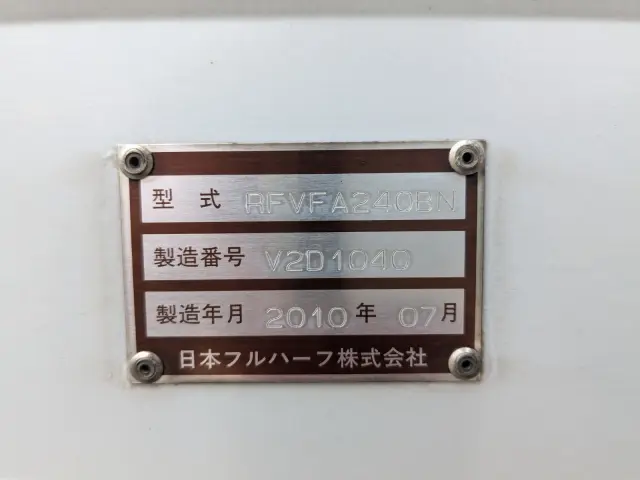 型式 RFVFA240BN
製造番号 V2D1040
製造年月 2010年 07月
日本フルハーフ株式会社